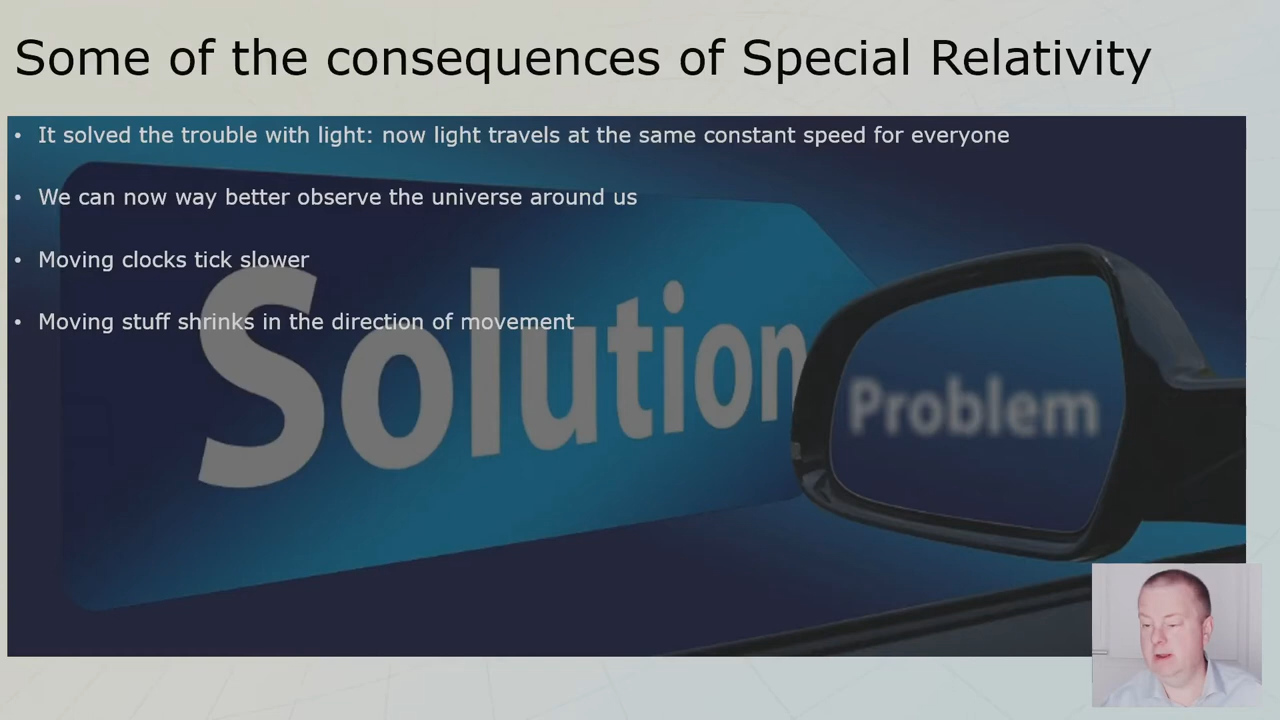 Some of the consequences of Special Relativity
• It solved the trouble with light: now light travels at the same constant speed for everyone
• We can now way better observe the universe around us
• Moving clocks tick slower
• Moving stuff shrinks in the direction of movement
Solution
Problem